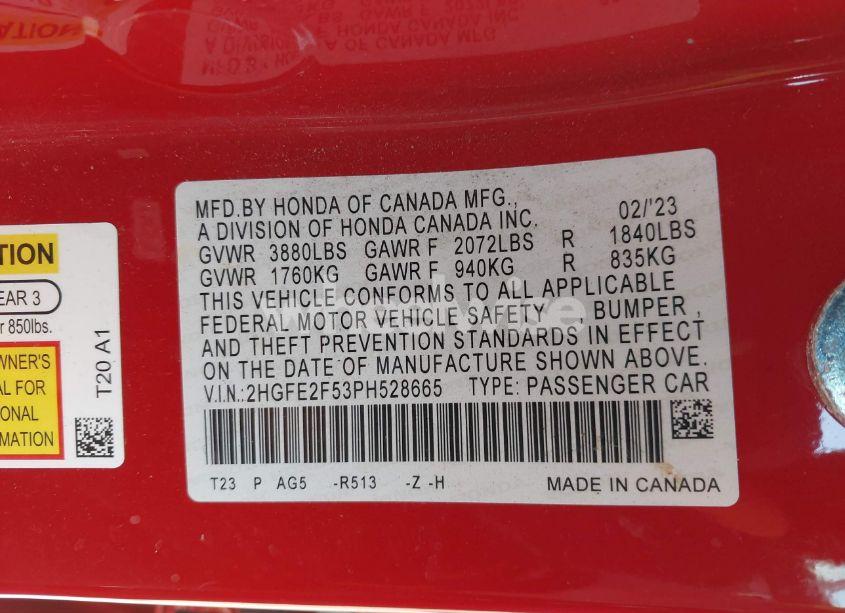 MFD.BY HONDA OF CANADA MFG., 02/'23
A DIVISION OF HONDA CANADA INC.
GVWR 3880LBS GAWR F 2072LBS R 1840LBS
GVWR 1760KG GAWR F 940KG R 835KG
THIS VEHICLE CONFORMS TO ALL APPLICABLE
FEDERAL MOTOR VEHICLE SAFETY , BUMPER ,
AND THEFT PREVENTION STANDARDS IN EFFECT
ON THE DATE OF MANUFACTURE SHOWN ABOVE.
V.I.N.:2HGFE2F53PH528665 TYPE: PASSENGER CAR
T23 P AG5 -R513 -Z -H MADE IN CANADA
TION
EAR 3
r 850lbs.
WNER'S
AL FOR
IONAL
RMATION
T20 A1